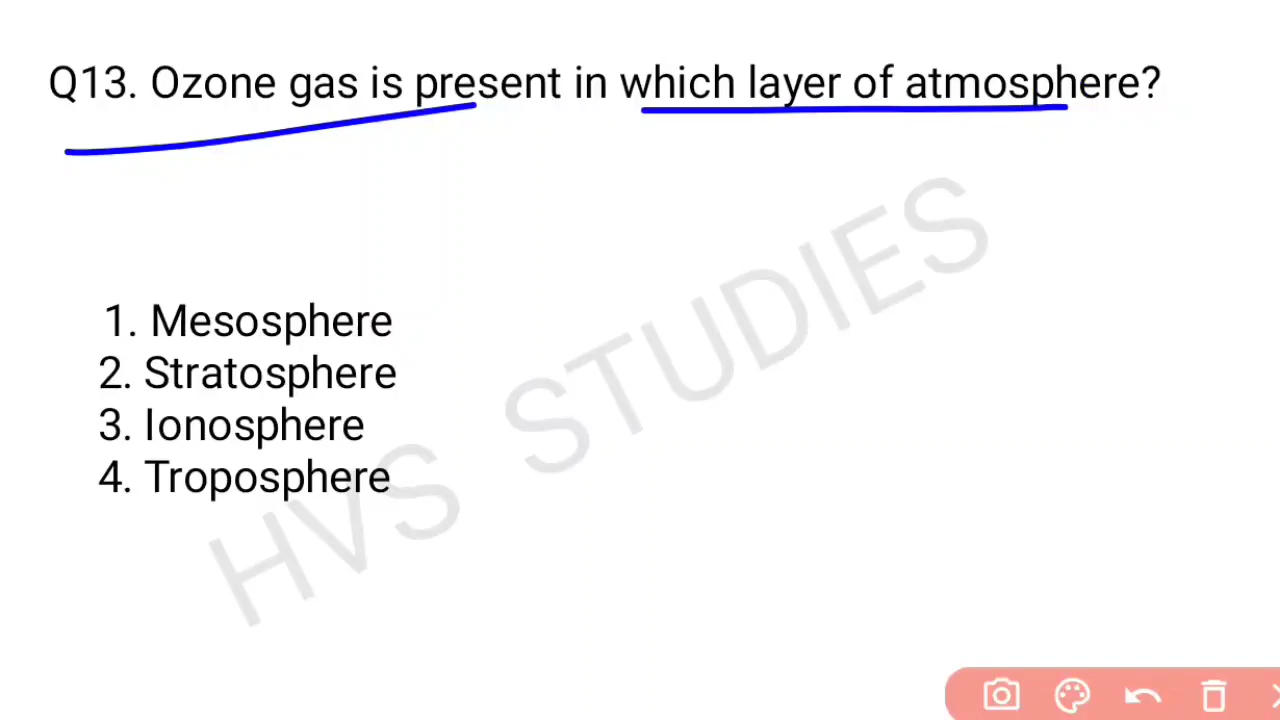 Q13. Ozone gas is present in which layer of atmosphere?
1. Mesosphere
2. Stratosphere
3. Ionosphere
4. Troposphere
HVS STUDIES